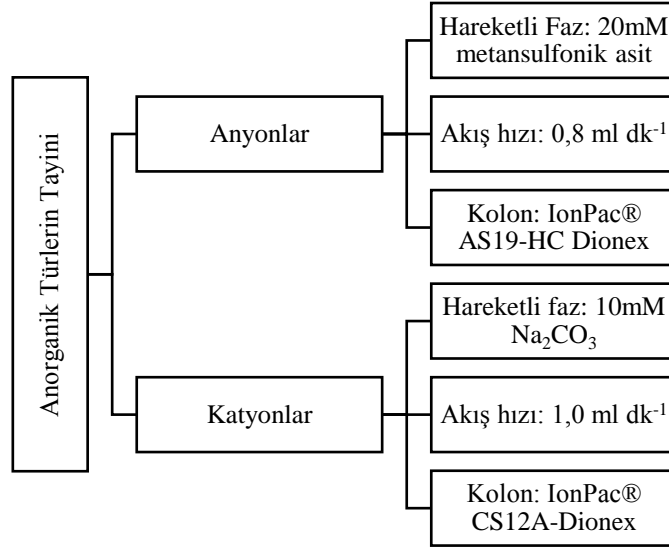 Anorganik Türlerin Tayini
Anyonlar
Hareketli Faz: 20mM
metansulfonik asit
Akış hızı: 0,8 ml dk⁻¹
Kolon: IonPac®
AS19-HC Dionex
Katyonlar
Hareketli faz: 10mM
Na₂CO₃
Akış hızı: 1,0 ml dk⁻¹
Kolon: IonPac®
CS12A-Dionex